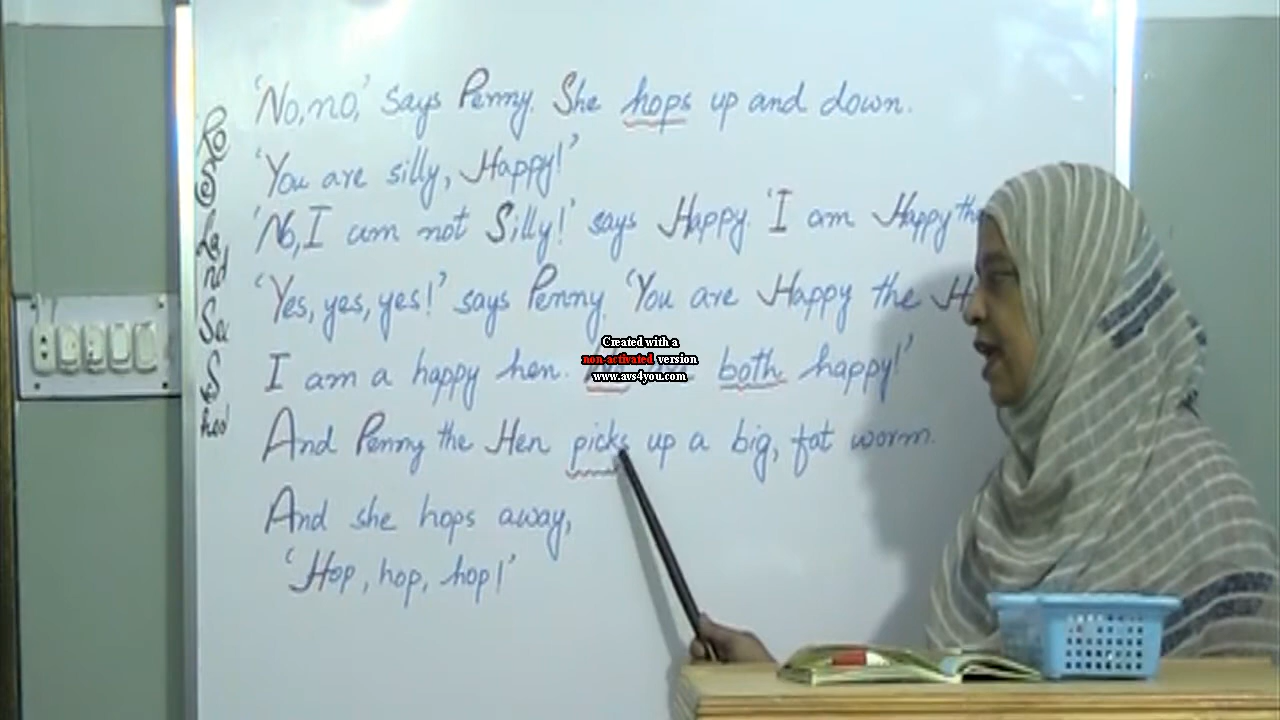 'No, no,' says Penny. She hops up and down.
'You are silly, Happy!'
'No, I am not Silly!' says Happy. 'I am Happy the
'Yes, yes, yes!' says Penny. 'You are Happy the
I am a happy hen. both happy!'
And Penny the Hen picks up a big, fat worm.
And she hops away,
'Hop, hop, hop!'
Created with a
non-activated version
www.avs4you.com